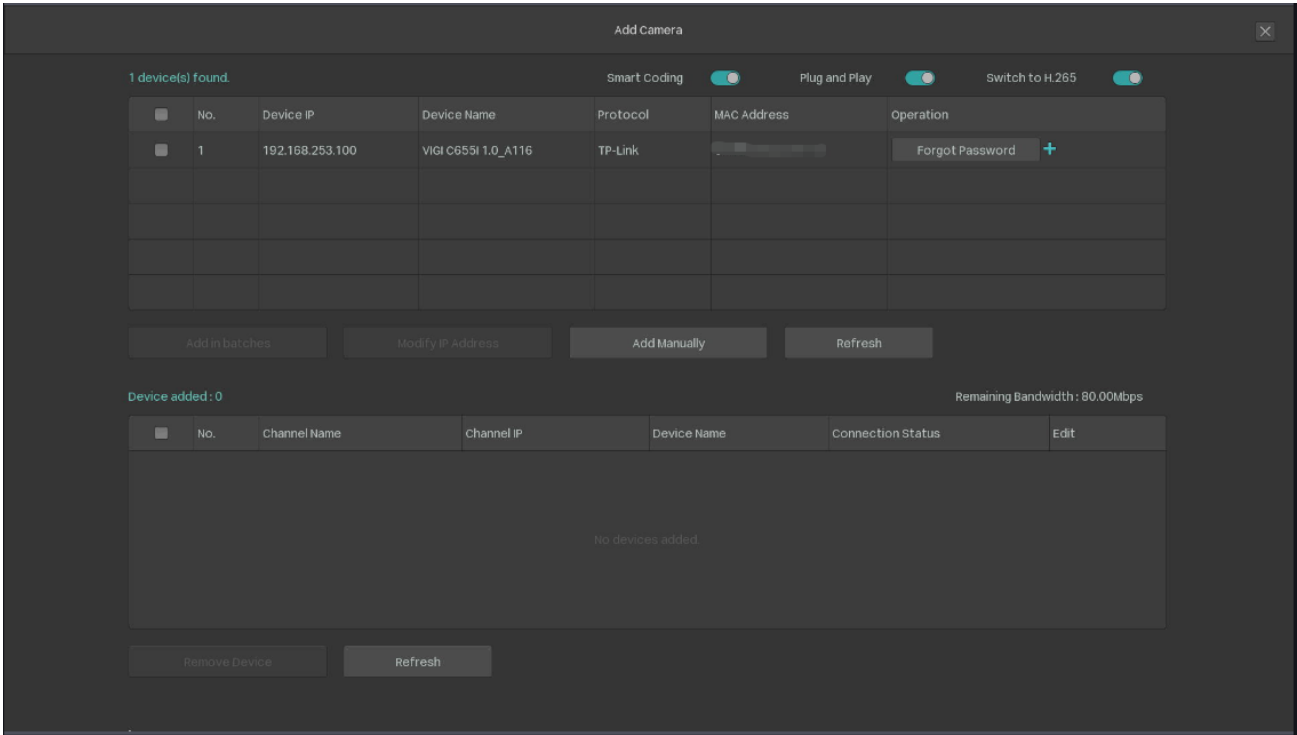 Add Camera
1 device(s) found. Smart Coding Plug and Play Switch to H.265
No. Device IP Device Name Protocol MAC Address Operation
1 192.168.253.100 VIGI C655I 1.0_A116 TP-Link Forgot Password +
Add in batches Modify IP Address Add Manually Refresh
Device added : 0 Remaining Bandwidth : 80.00Mbps
No. Channel Name Channel IP Device Name Connection Status Edit
No devices added.
Remove Device Refresh